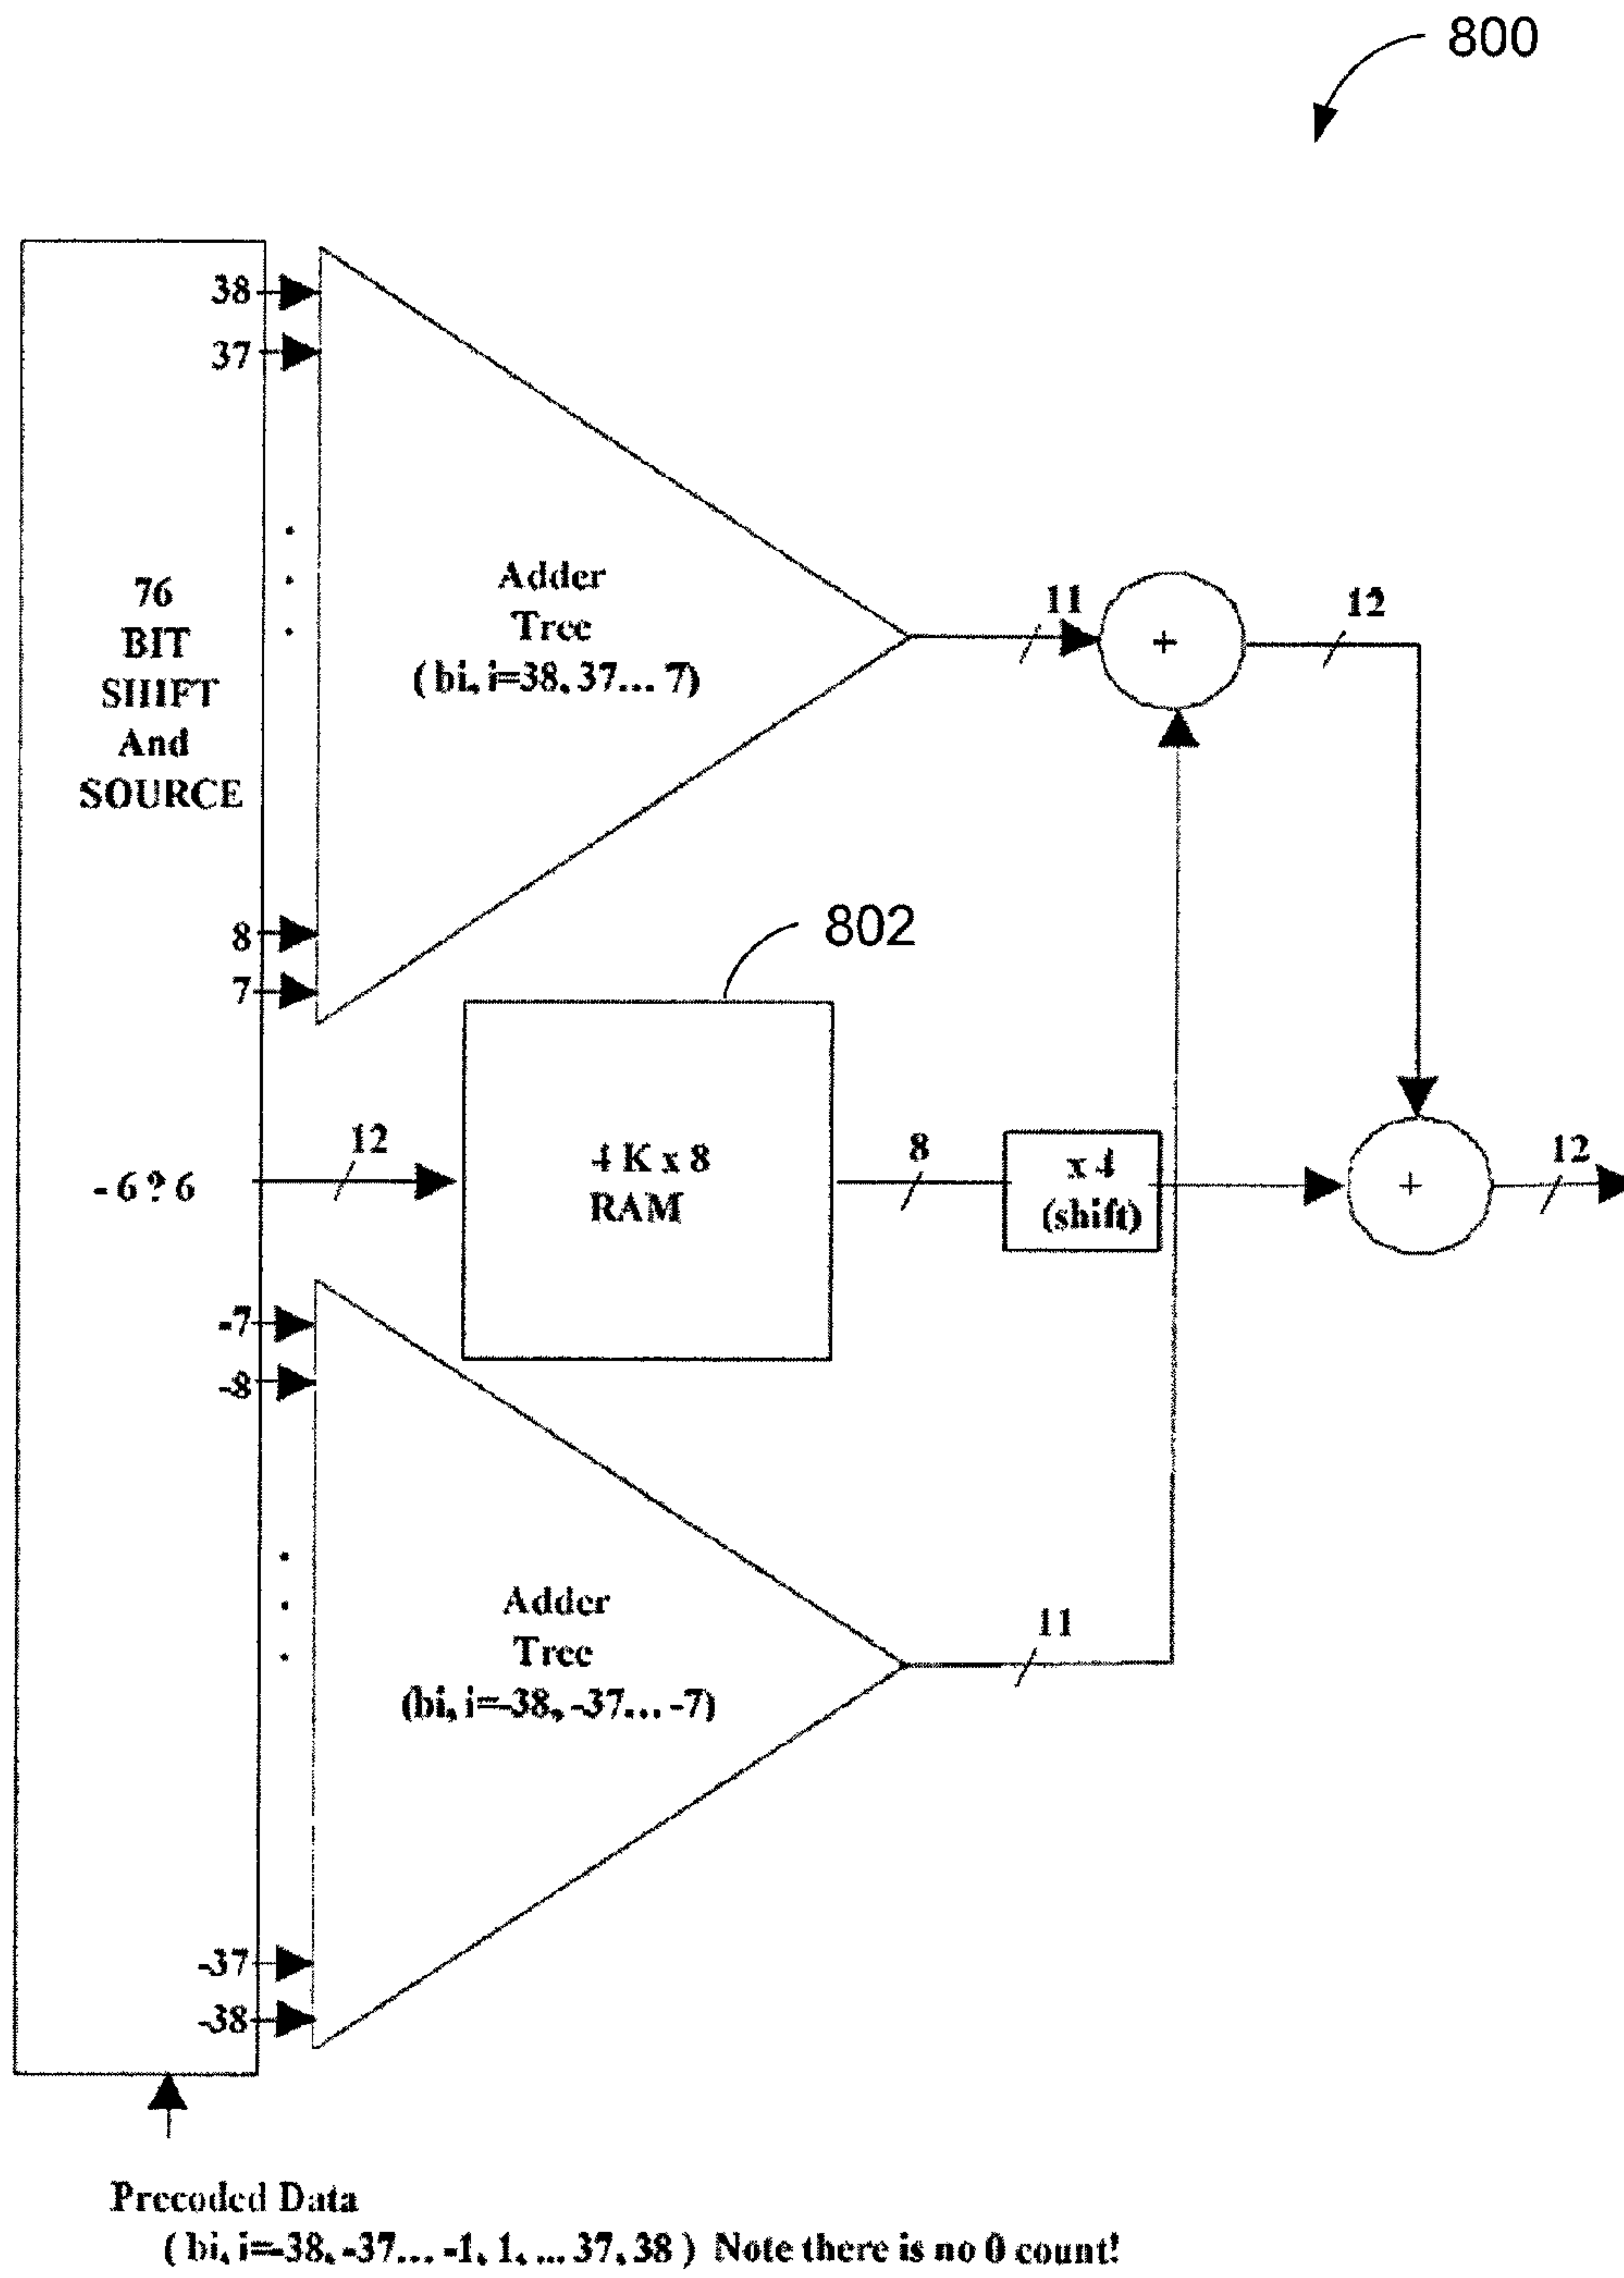 800
38
37
76
BIT
SHIFT
And
SOURCE
Adder
Tree
( bi, i=38, 37... 7)
11
+
12
8
7
802
- 6 ? 6
12
4 K x 8
RAM
8
x 4
(shift)
+
12
-7
-8
Adder
Tree
(bi, i=-38, -37... -7)
11
-37
-38
Precoded Data
( bi, i=-38, -37... -1, 1, ... 37, 38 ) Note there is no 0 count!